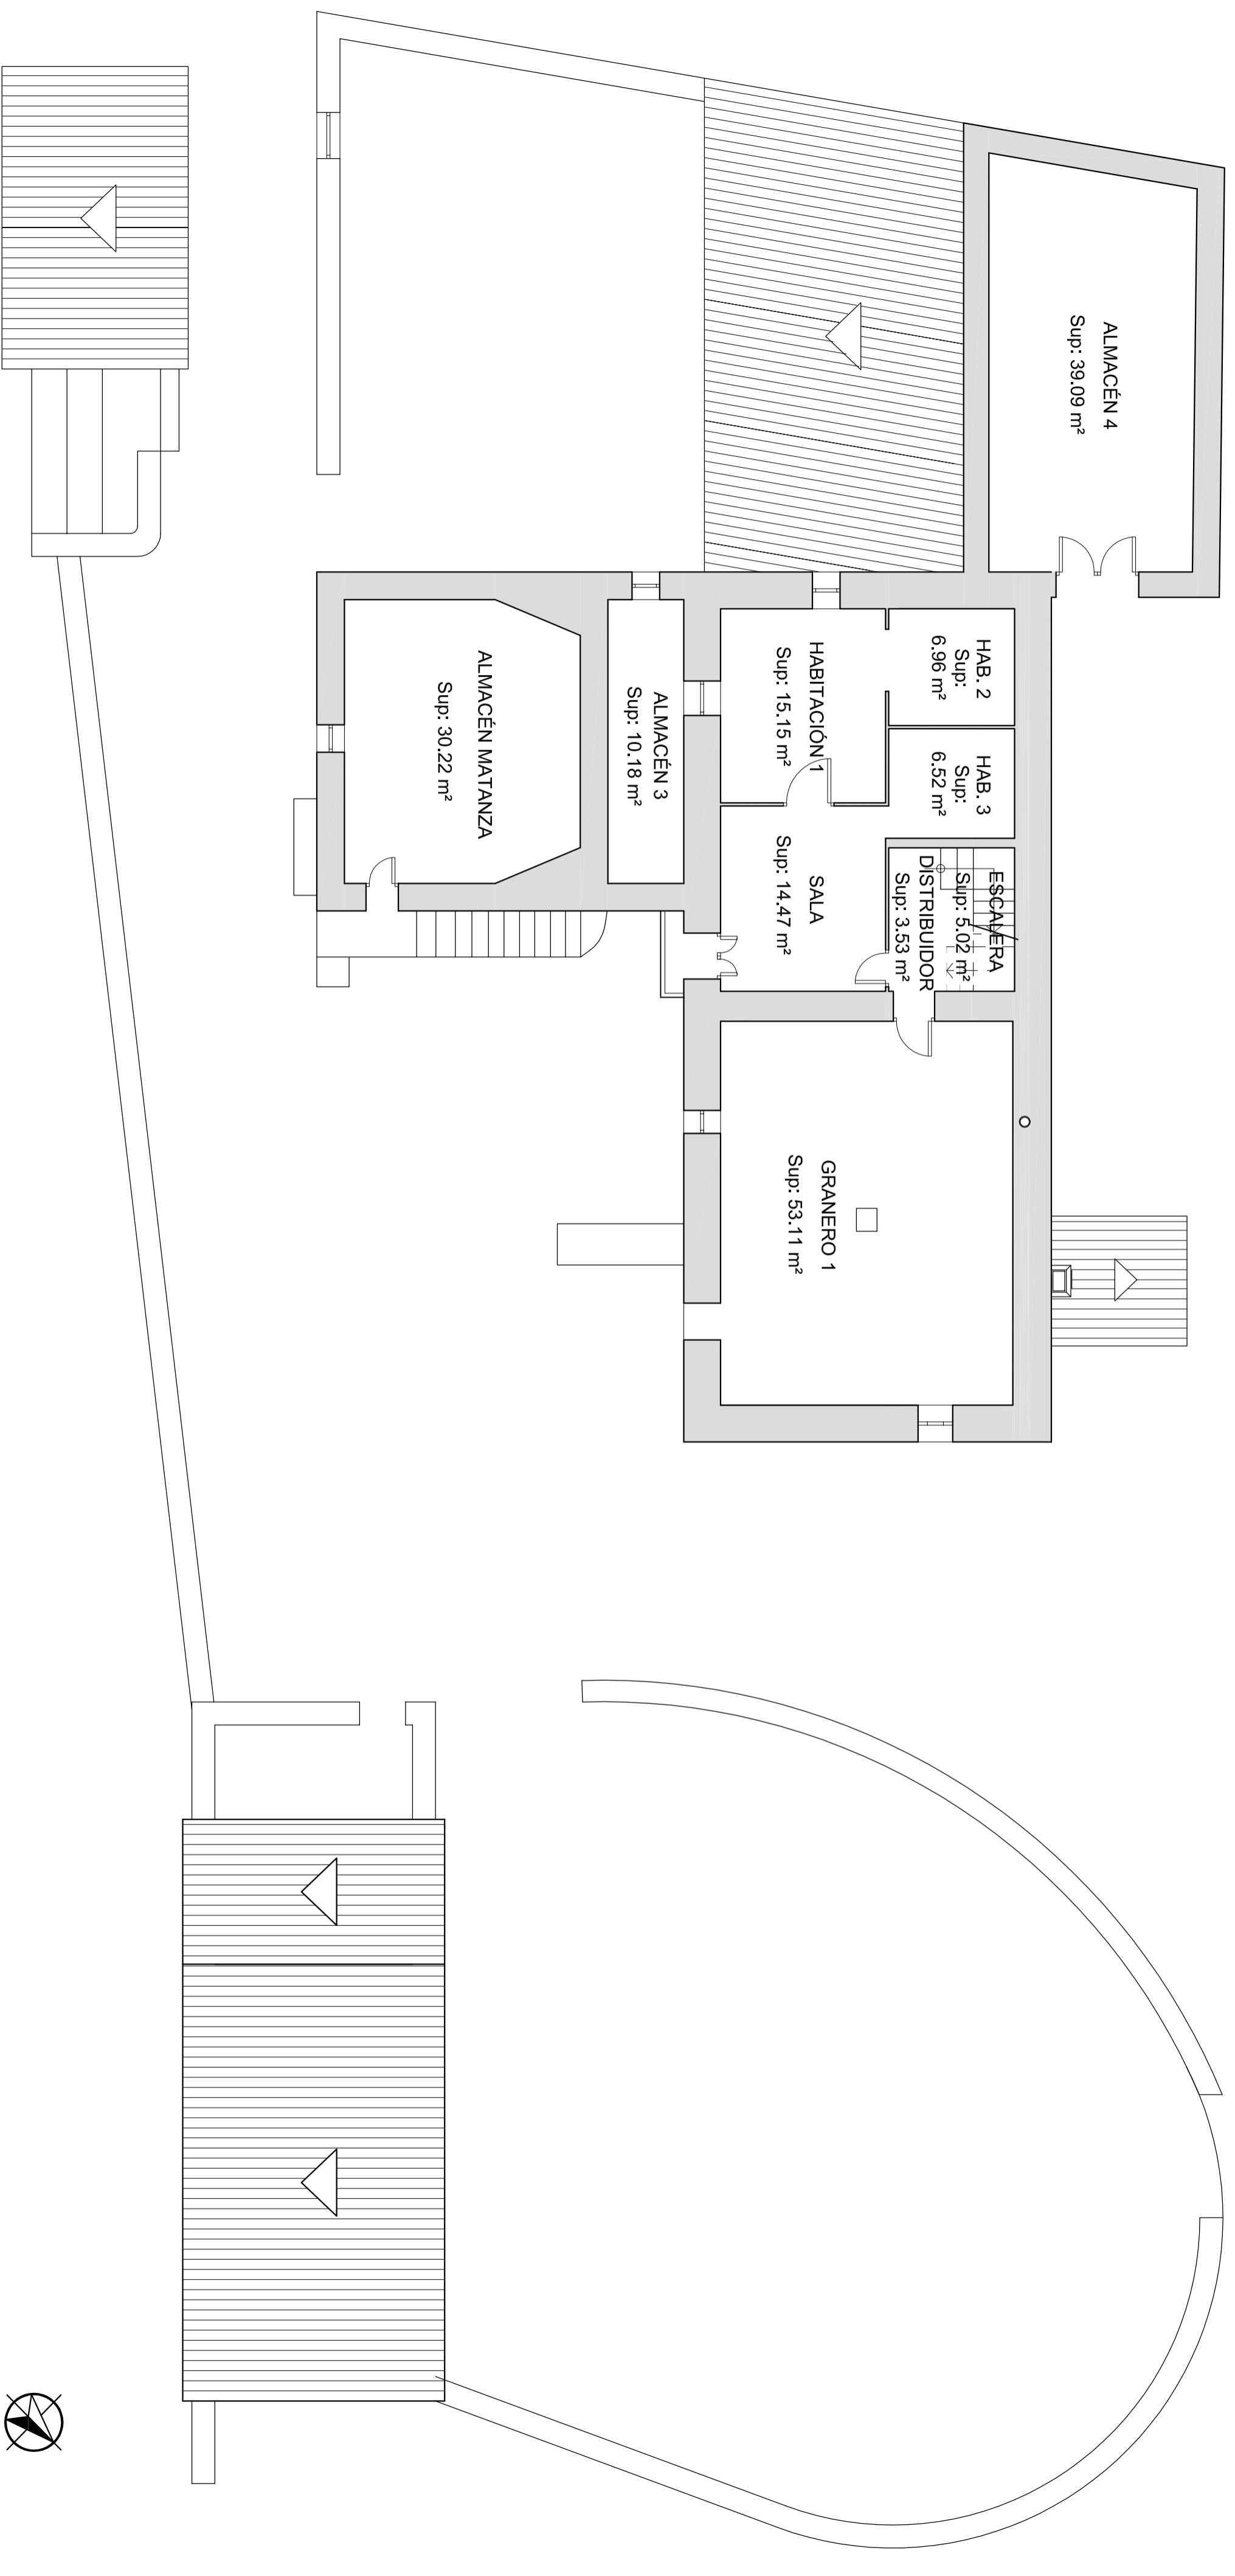 ALMACÉN 4
Sup: 39.09 m²
HAB. 2
Sup:
6.96 m²
HAB. 3
Sup:
6.52 m²
ESCALERA
Sup: 5.02 m²
DISTRIBUIDOR
Sup: 3.53 m²
HABITACIÓN 1
Sup: 15.15 m²
SALA
Sup: 14.47 m²
GRANERO 1
Sup: 53.11 m²
ALMACÉN 3
Sup: 10.18 m²
ALMACÉN MATANZA
Sup: 30.22 m²